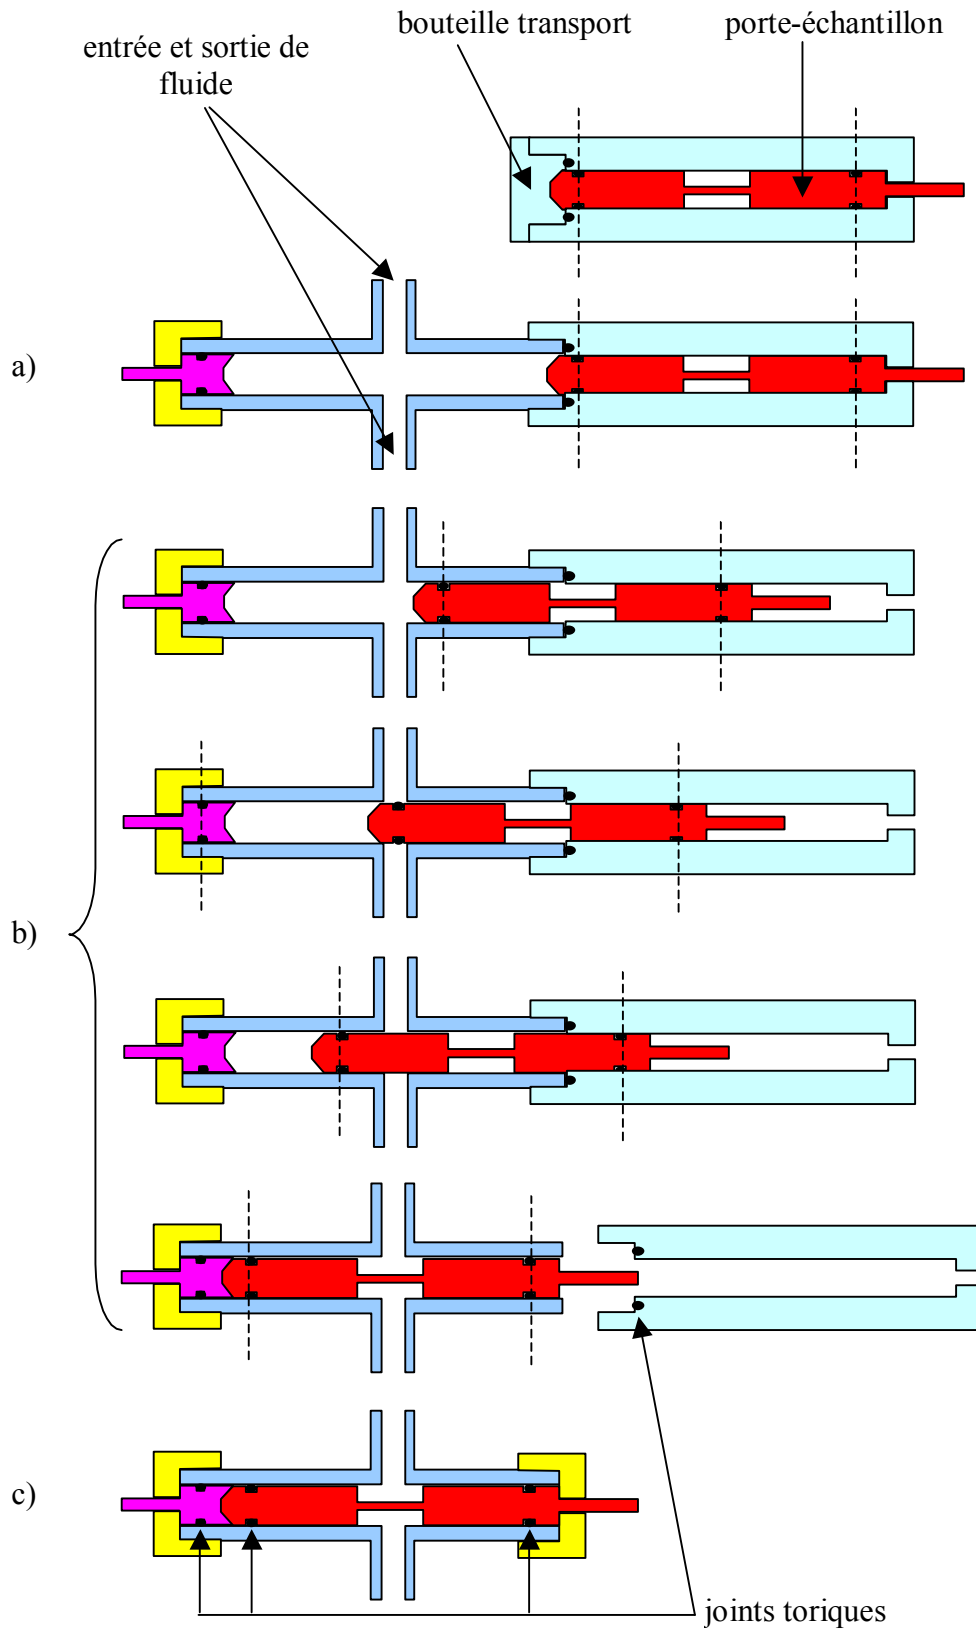 entrée et sortie de
fluide
bouteille transport
porte-échantillon
a)
b)
c)
joints toriques